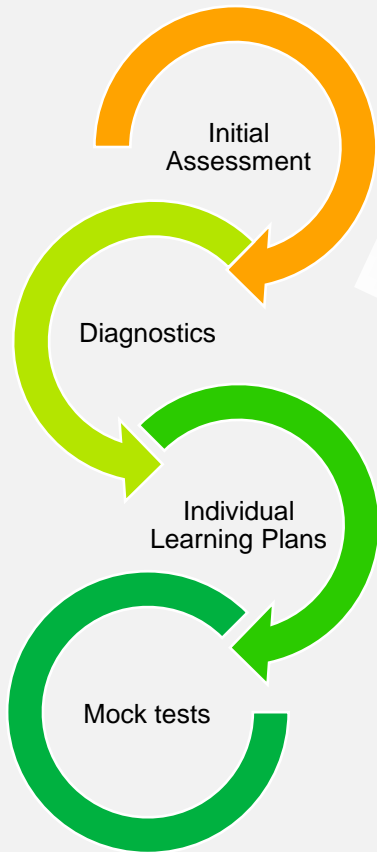 Initial
Assessment
Diagnostics
Individual
Learning Plans
Mock tests